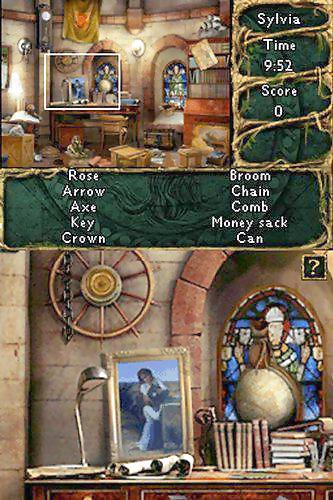 Sylvia
Time
9:52
Score
0
Rose
Arrow
Axe
Key
Crown
Broom
Chain
Comb
Money sack
Can
?